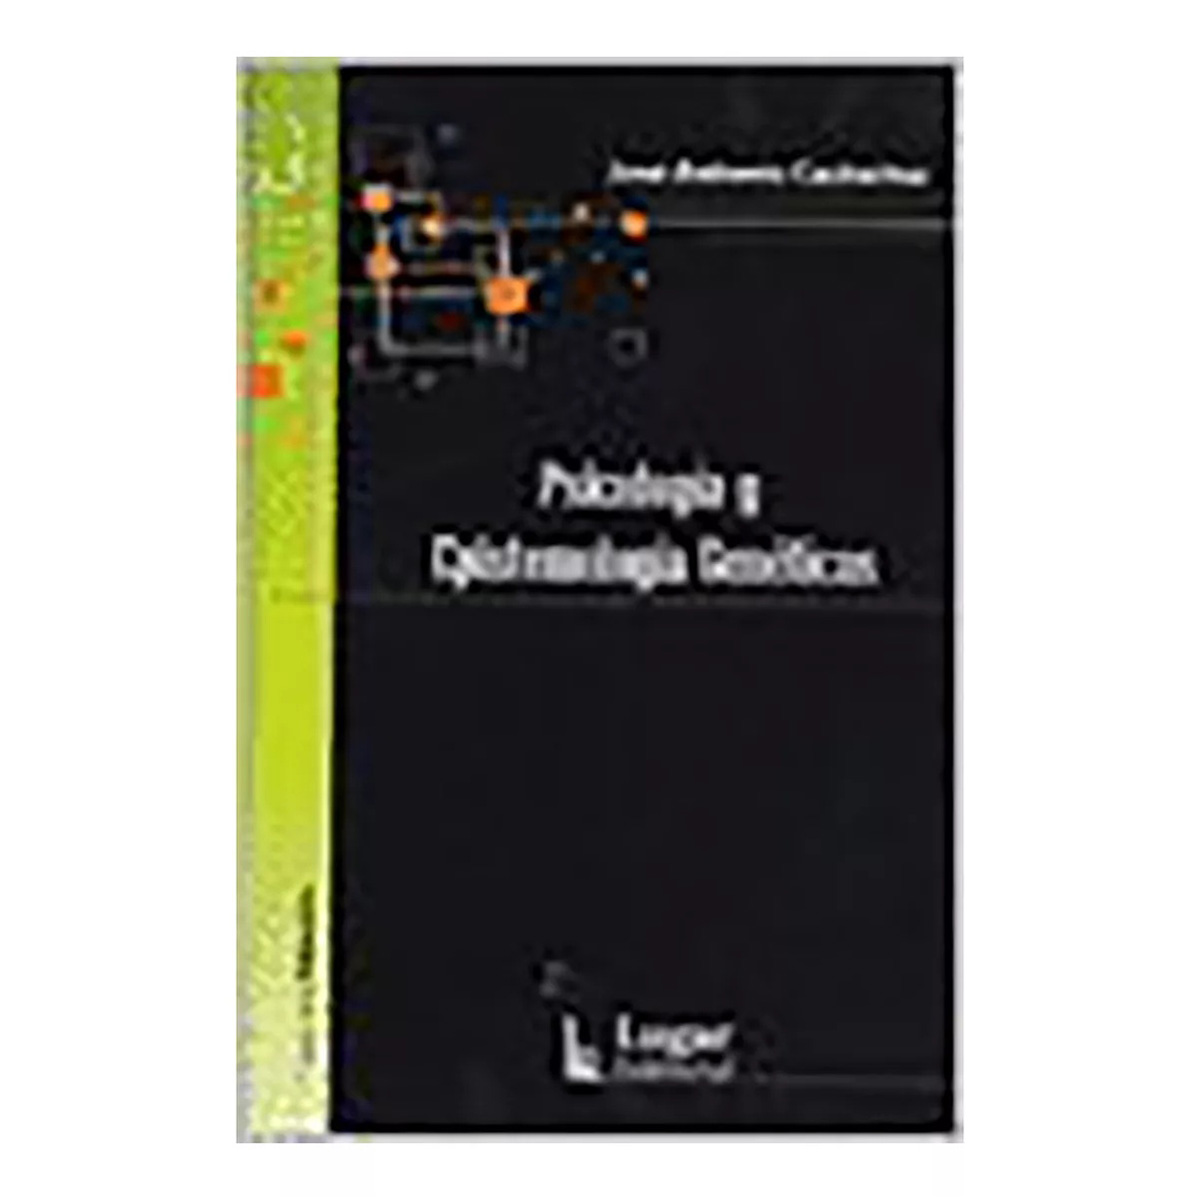 José Antonio Castorina
Psicología y
Epistemología Genéticas
Lugar
Editorial